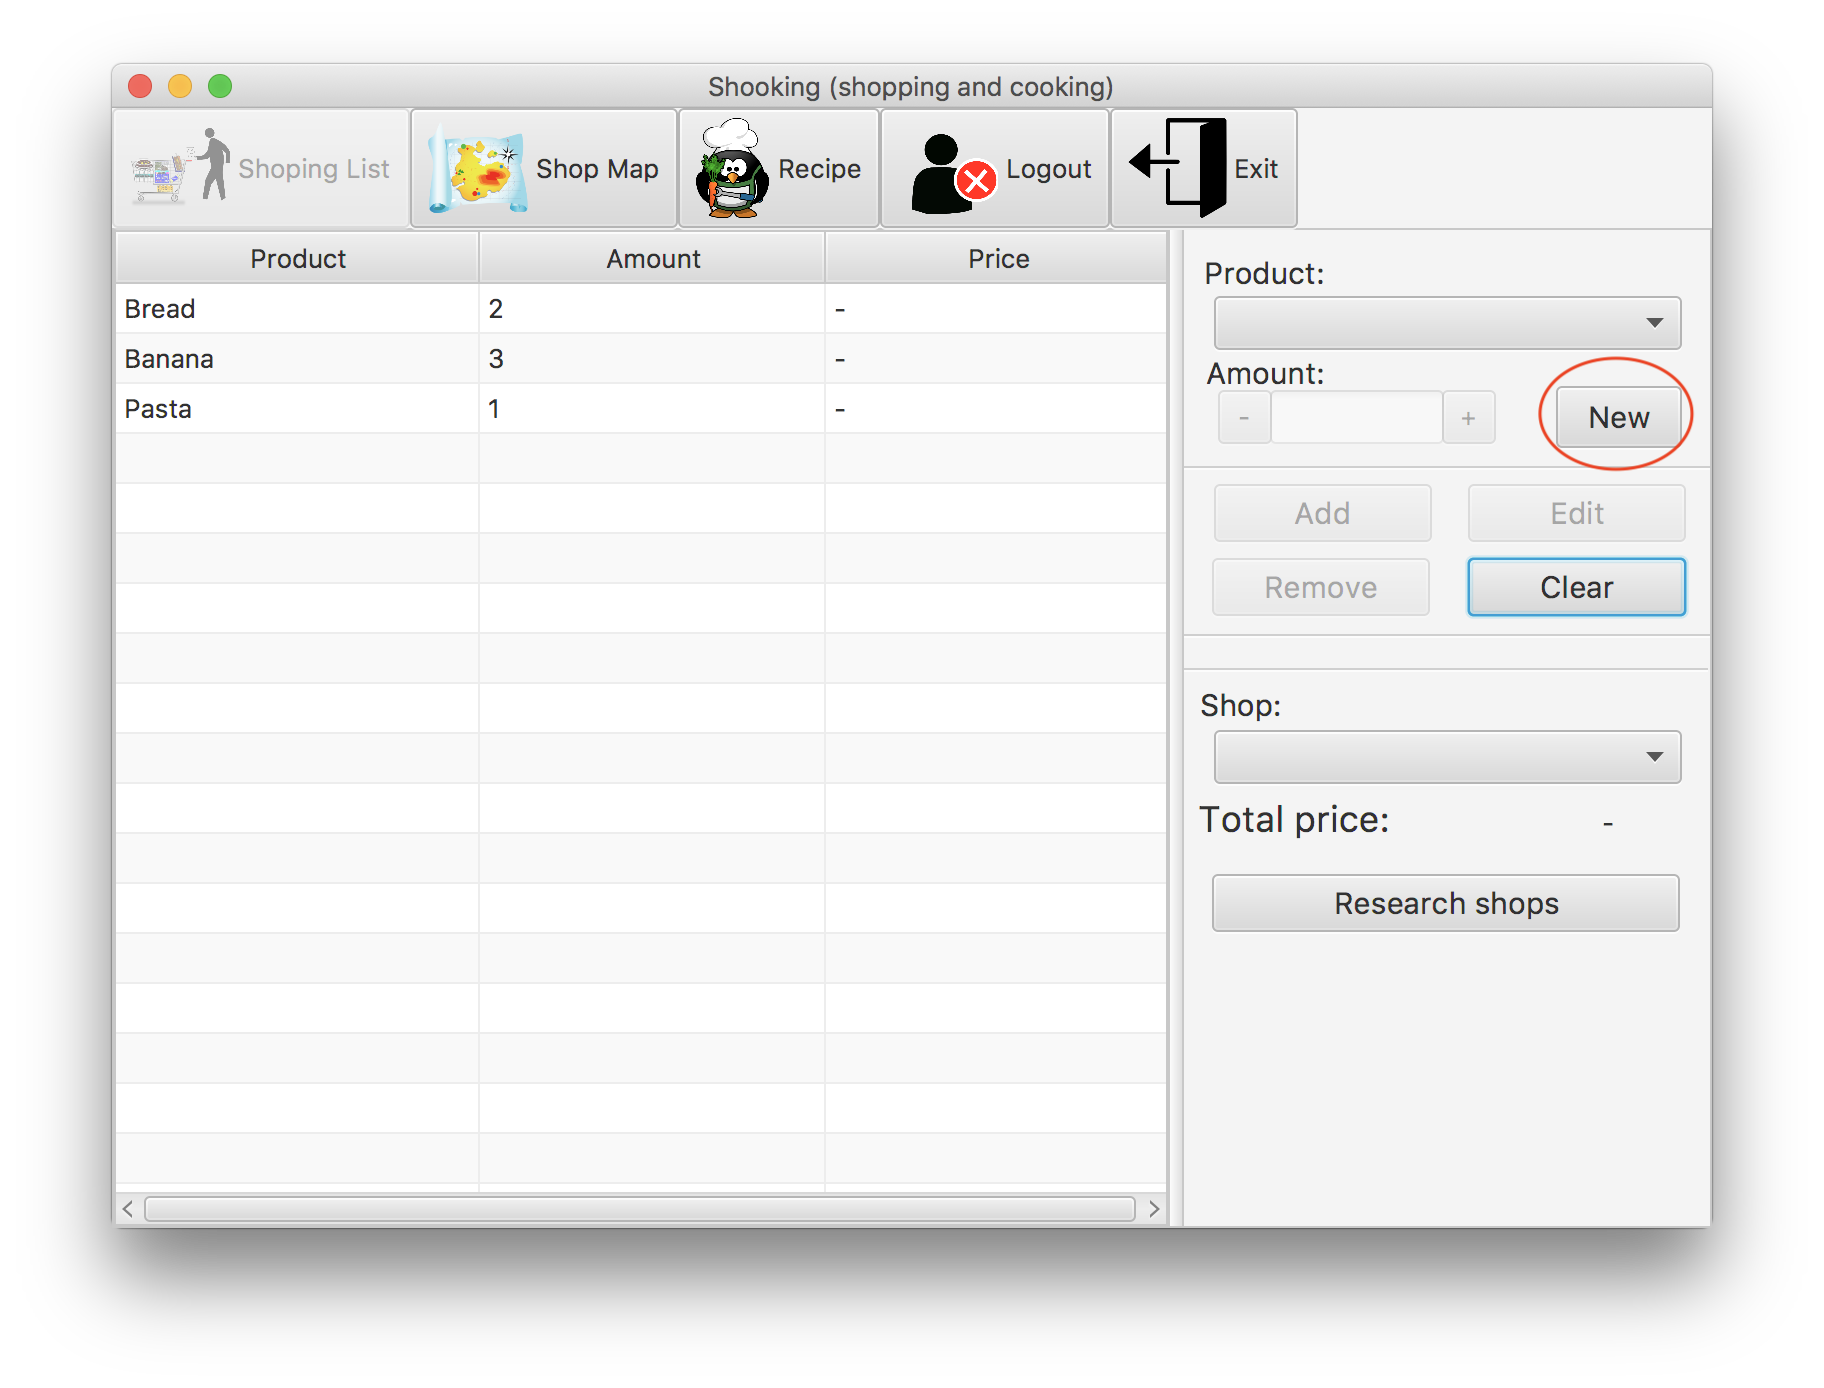 Shooking (shopping and cooking)
Shoping List
Shop Map
Recipe
Logout
Exit
Product Amount Price
Bread 2 -
Banana 3 -
Pasta 1 -
Product:
Amount:
- + New
Add Edit
Remove Clear
Shop:
Total price: -
Research shops